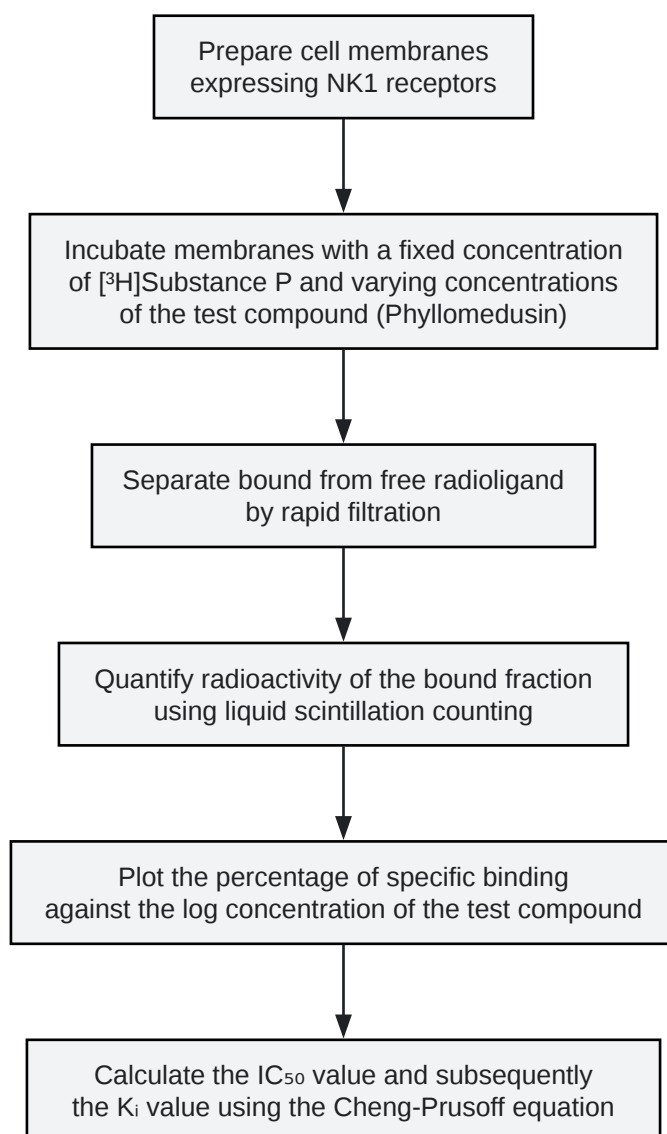 Prepare cell membranes
expressing NK1 receptors
Incubate membranes with a fixed concentration
of [³H]Substance P and varying concentrations
of the test compound (Phyllomedusin)
Separate bound from free radioligand
by rapid filtration
Quantify radioactivity of the bound fraction
using liquid scintillation counting
Plot the percentage of specific binding
against the log concentration of the test compound
Calculate the IC₅₀ value and subsequently
the Kᵢ value using the Cheng-Prusoff equation